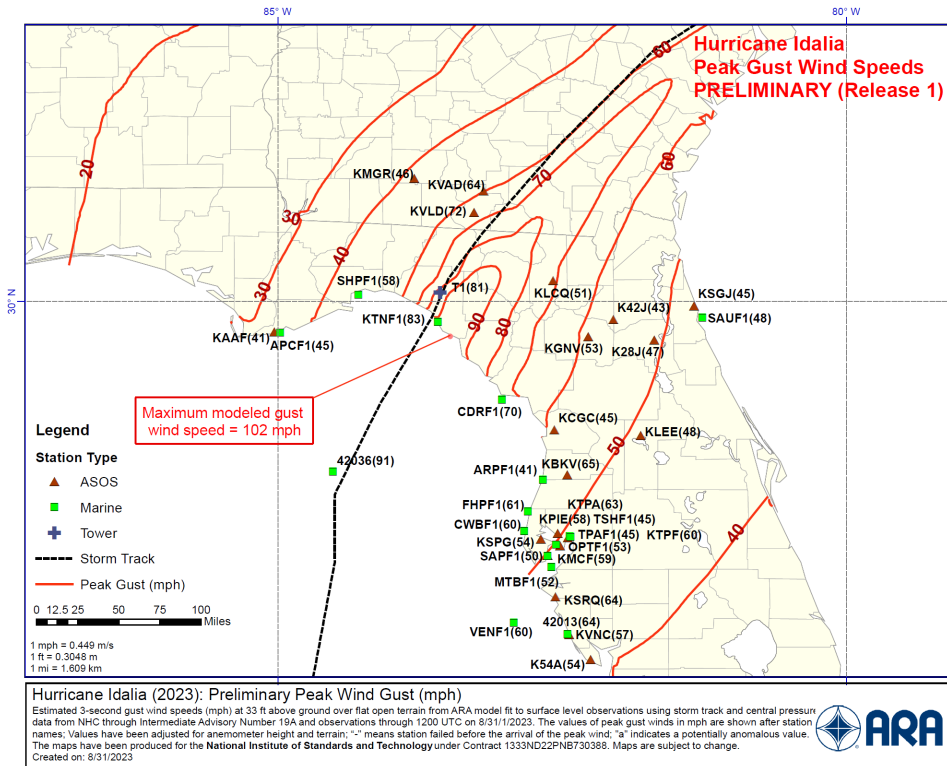 85° W
80° W
Hurricane Idalia
Peak Gust Wind Speeds
PRELIMINARY (Release 1)
60
20
KMGR(46)
KVAD(64)
70
60
KVLD(72)
30
40
30
30° N
SHPF1(58)
T1(81)
KLCQ(51)
K42J(43)
KSGJ(45)
SAUF1(48)
KTNF1(83)
90
80
KAAF(41)
APCF1(45)
KGNV(53)
K28J(47)
Maximum modeled gust
wind speed = 102 mph
CDRF1(70)
KCGC(45)
KLEE(48)
50
42036(91)
ARPF1(41)
KBKV(65)
FHPF1(61)
KTPA(63)
CWBF1(60)
KPIE(58)
TSHF1(45)
KSPG(54)
TPAF1(45)
KTPF(60)
40
OPTF1(53)
SAPF1(50)
KMCF(59)
MTBF1(52)
KSRQ(64)
VENF1(60)
42013(64)
KVNC(57)
K54A(54)
Legend
Station Type
ASOS
Marine
Tower
Storm Track
Peak Gust (mph)
0 12.5 25 50 75 100
Miles
1 mph = 0.449 m/s
1 ft = 0.3048 m
1 mi = 1.609 km
Hurricane Idalia (2023): Preliminary Peak Wind Gust (mph)
Estimated 3-second gust wind speeds (mph) at 33 ft above ground over flat open terrain from ARA model fit to surface level observations using storm track and central pressure
data from NHC through Intermediate Advisory Number 19A and observations through 1200 UTC on 8/31/1/2023. The values of peak gust winds in mph are shown after station
names; Values have been adjusted for anemometer height and terrain; “-” means station failed before the arrival of the peak wind; "a" indicates a potentially anomalous value.
The maps have been produced for the National Institute of Standards and Technology under Contract 1333ND22PNB730388. Maps are subject to change.
Created on: 8/31/2023
ARA